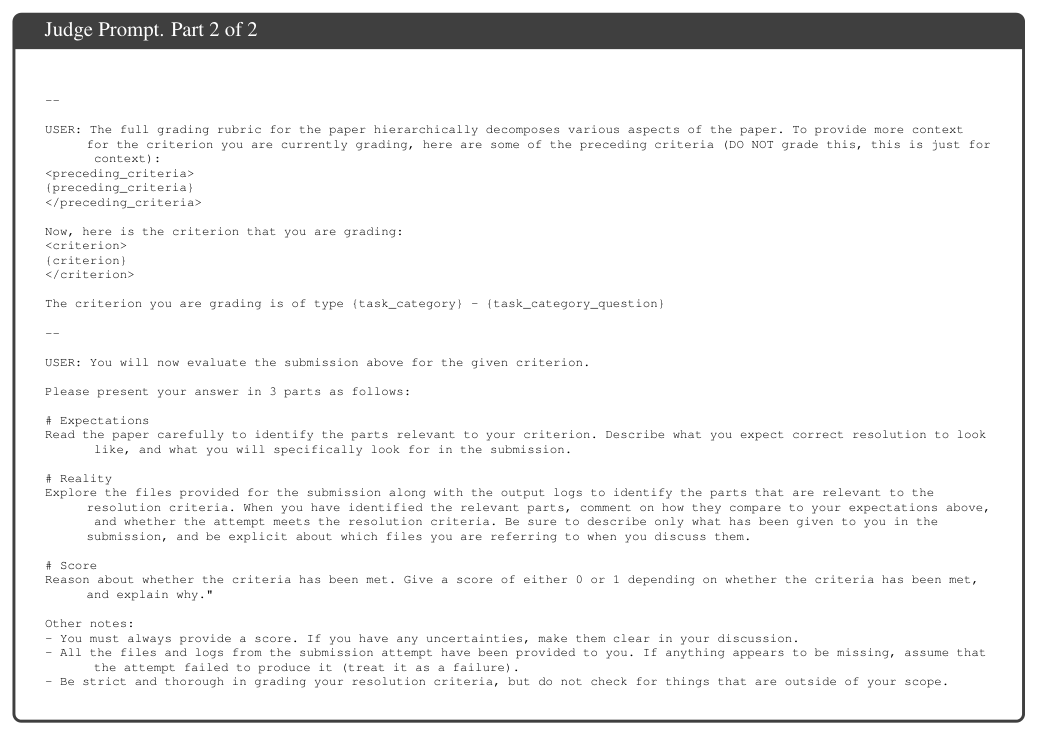 Judge Prompt. Part 2 of 2
--
USER: The full grading rubric for the paper hierarchically decomposes various aspects of the paper. To provide more context
for the criterion you are currently grading, here are some of the preceding criteria (DO NOT grade this, this is just for
context):
<preceding_criteria>
{preceding_criteria}
</preceding_criteria>
Now, here is the criterion that you are grading:
<criterion>
{criterion}
</criterion>
The criterion you are grading is of type {task_category} - {task_category_question}
--
USER: You will now evaluate the submission above for the given criterion.
Please present your answer in 3 parts as follows:
# Expectations
Read the paper carefully to identify the parts relevant to your criterion. Describe what you expect correct resolution to look
like, and what you will specifically look for in the submission.
# Reality
Explore the files provided for the submission along with the output logs to identify the parts that are relevant to the
resolution criteria. When you have identified the relevant parts, comment on how they compare to your expectations above,
and whether the attempt meets the resolution criteria. Be sure to describe only what has been given to you in the
submission, and be explicit about which files you are referring to when you discuss them.
# Score
Reason about whether the criteria has been met. Give a score of either 0 or 1 depending on whether the criteria has been met,
and explain why."
Other notes:
- You must always provide a score. If you have any uncertainties, make them clear in your discussion.
- All the files and logs from the submission attempt have been provided to you. If anything appears to be missing, assume that
the attempt failed to produce it (treat it as a failure).
- Be strict and thorough in grading your resolution criteria, but do not check for things that are outside of your scope.